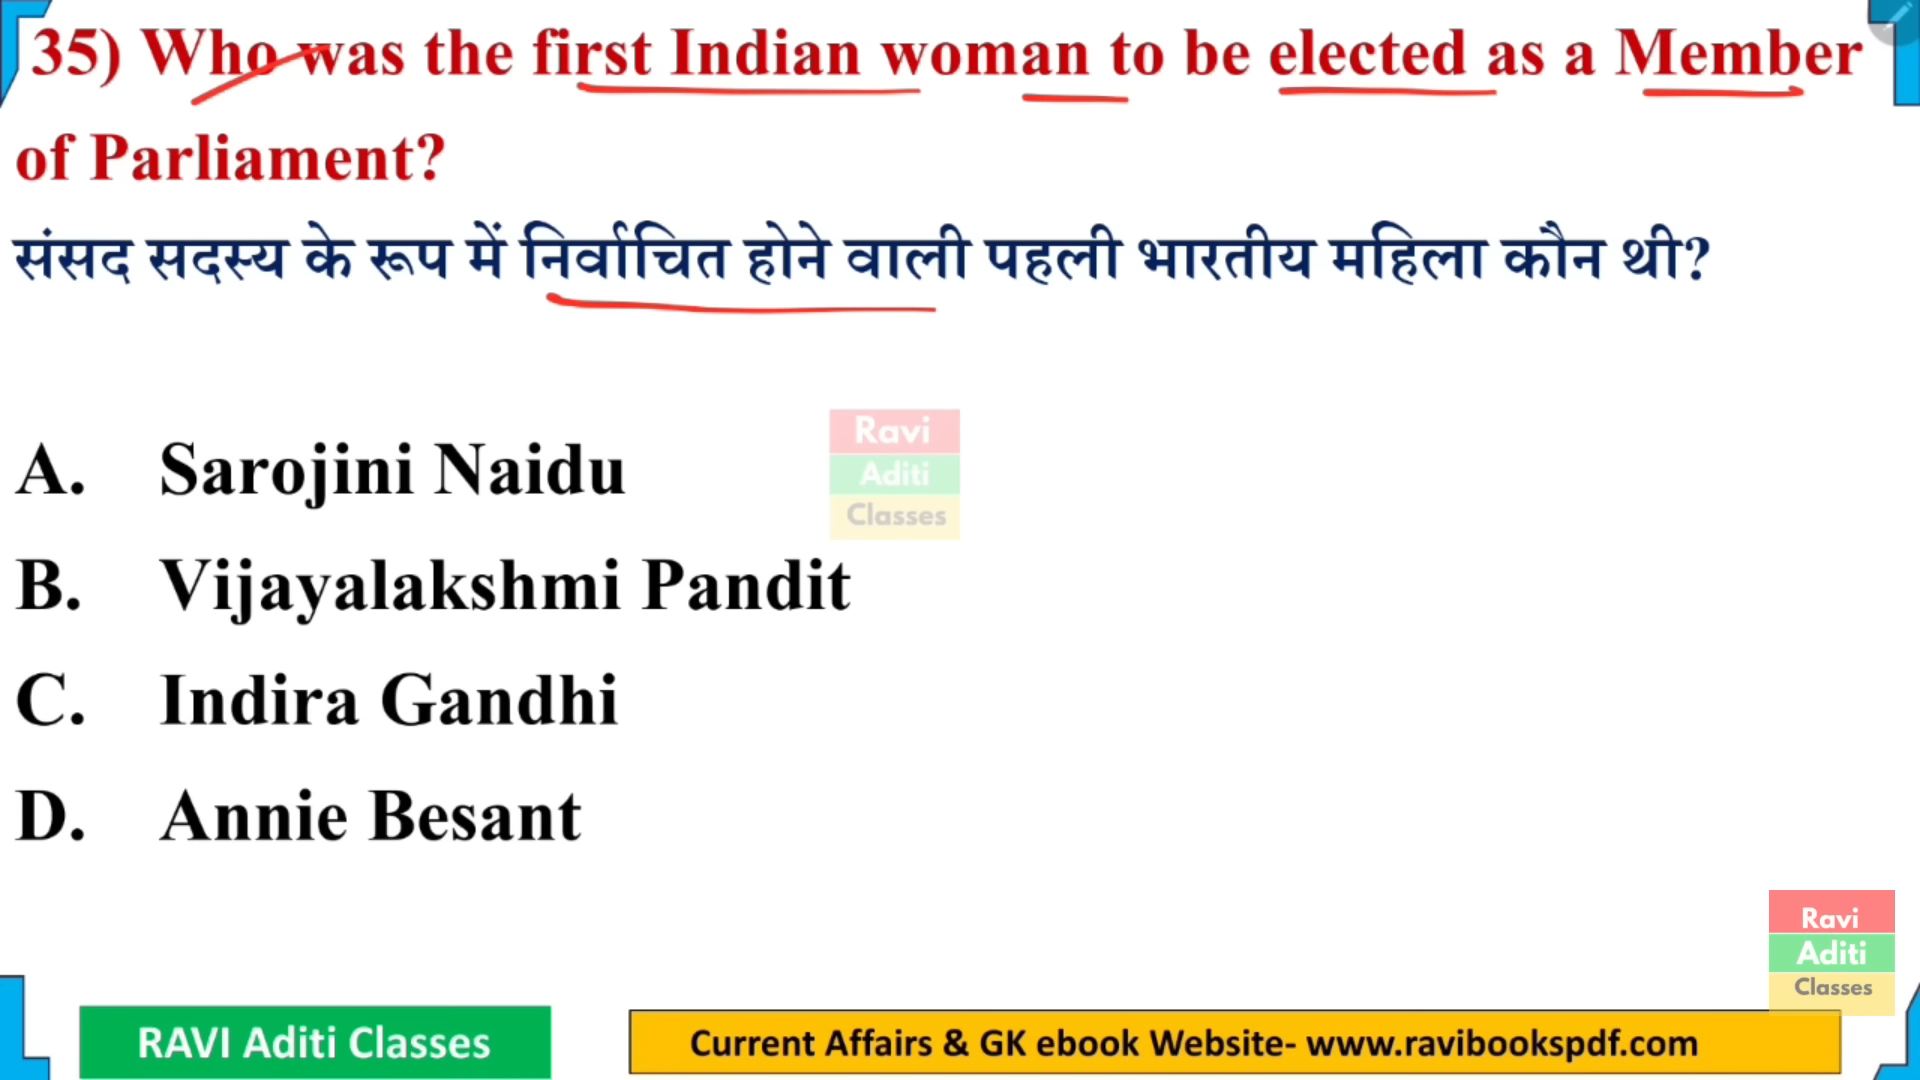 35) Who was the first Indian woman to be elected as a Member
of Parliament?
संसद सदस्य के रूप में निर्वाचित होने वाली पहली भारतीय महिला कौन थी?
A. Sarojini Naidu
B. Vijayalakshmi Pandit
C. Indira Gandhi
D. Annie Besant
Ravi
Aditi
Classes
Ravi
Aditi
Classes
RAVI Aditi Classes
Current Affairs & GK ebook Website- www.ravibookspdf.com